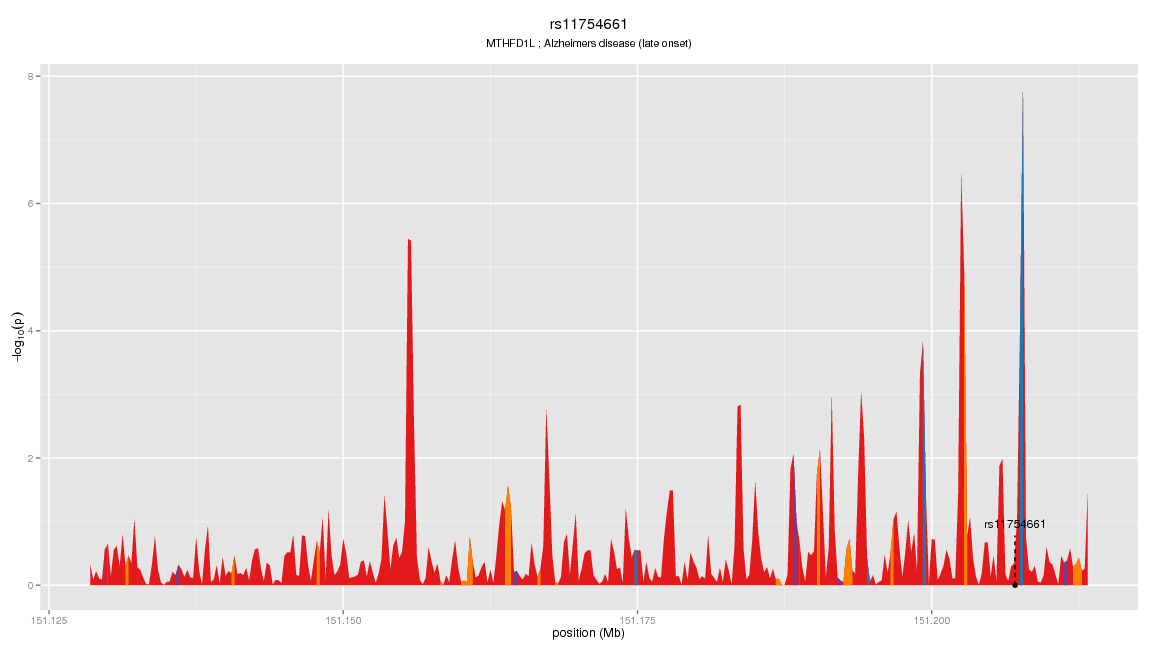 rs11754661
MTHFD1L ; Alzheimers disease (late onset)
8
6
4
2
0
−log10(p)
rs11754661
151.125
151.150
151.175
151.200
position (Mb)